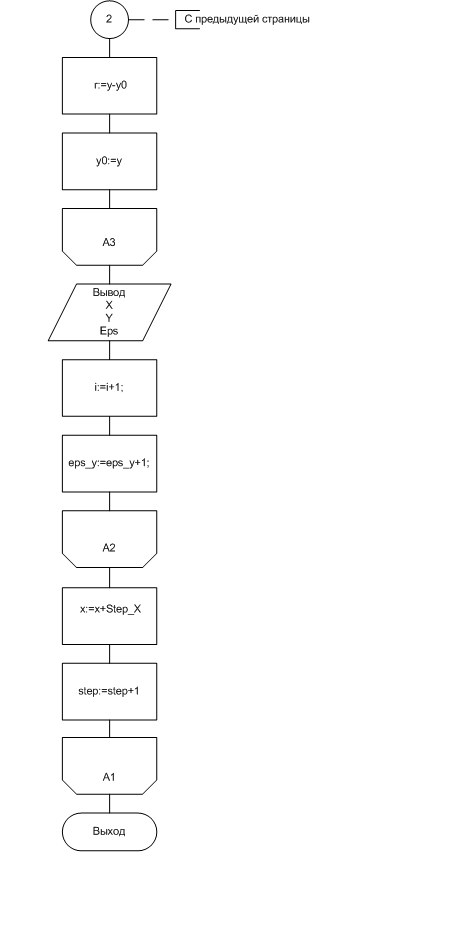 2
С предыдущей страницы
r:=y-y0
y0:=y
A3
Вывод
X
Y
Eps
i:=i+1;
eps_y:=eps_y+1;
A2
x:=x+Step_X
step:=step+1
A1
Выход